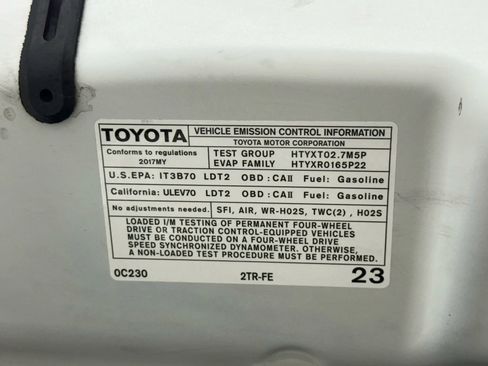 TOYOTA VEHICLE EMISSION CONTROL INFORMATION
TOYOTA MOTOR CORPORATION
Conforms to regulations
2017MY
TEST GROUP HTYXT02.7M5P
EVAP FAMILY HTYXR0165P22
U.S.EPA: IT3B70 LDT2 OBD:CAII Fuel: Gasoline
California: ULEV70 LDT2 OBD:CAII Fuel: Gasoline
No adjustments needed. SFI, AIR, WR-HO2S, TWC(2), HO2S
LOADED I/M TESTING OF PERMANENT FOUR-WHEEL
DRIVE OR TRACTION CONTROL-EQUIPPED VEHICLES
MUST BE CONDUCTED ON A FOUR-WHEEL DRIVE
SPEED SYNCHRONIZED DYNAMOMETER. OTHERWISE,
A NON-LOADED TEST PROCEDURE MUST BE PERFORMED.
0C230 2TR-FE 23